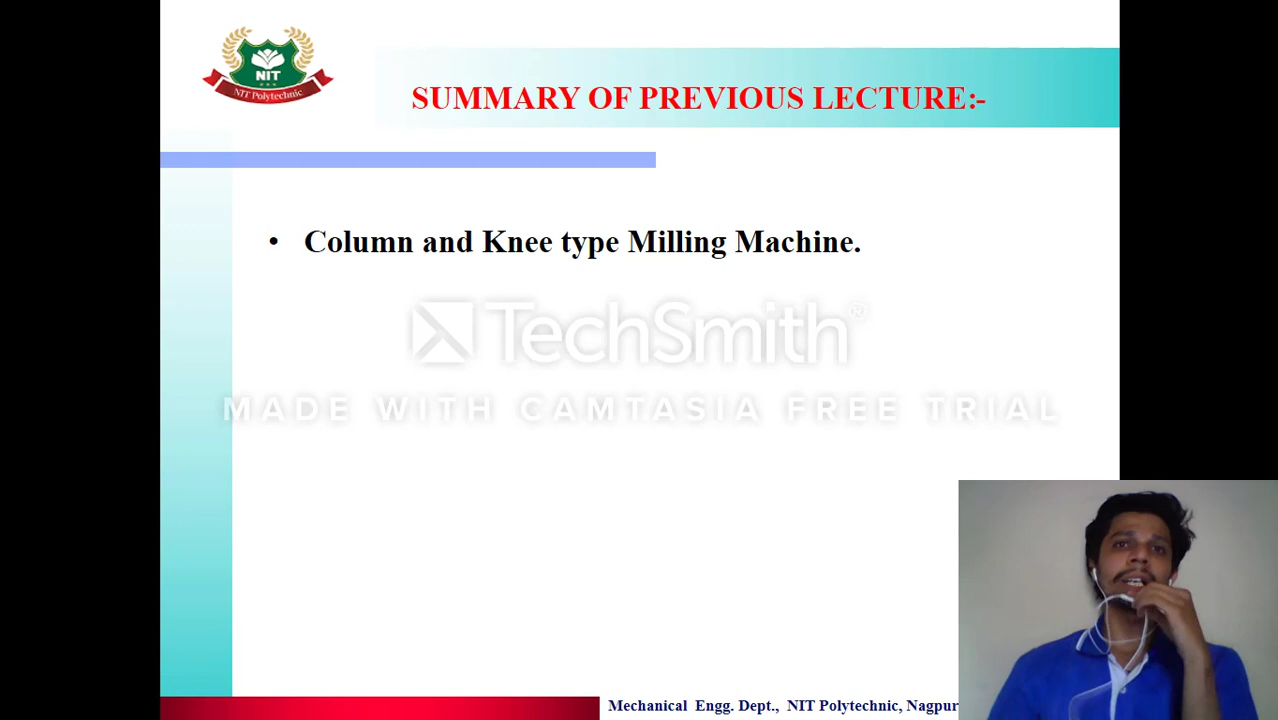 NIT
NIT Polytechnic
SUMMARY OF PREVIOUS LECTURE:-
• Column and Knee type Milling Machine.
TechSmith®
MADE WITH CAMTASIA FREE TRIAL
Mechanical Engg. Dept., NIT Polytechnic, Nagpur